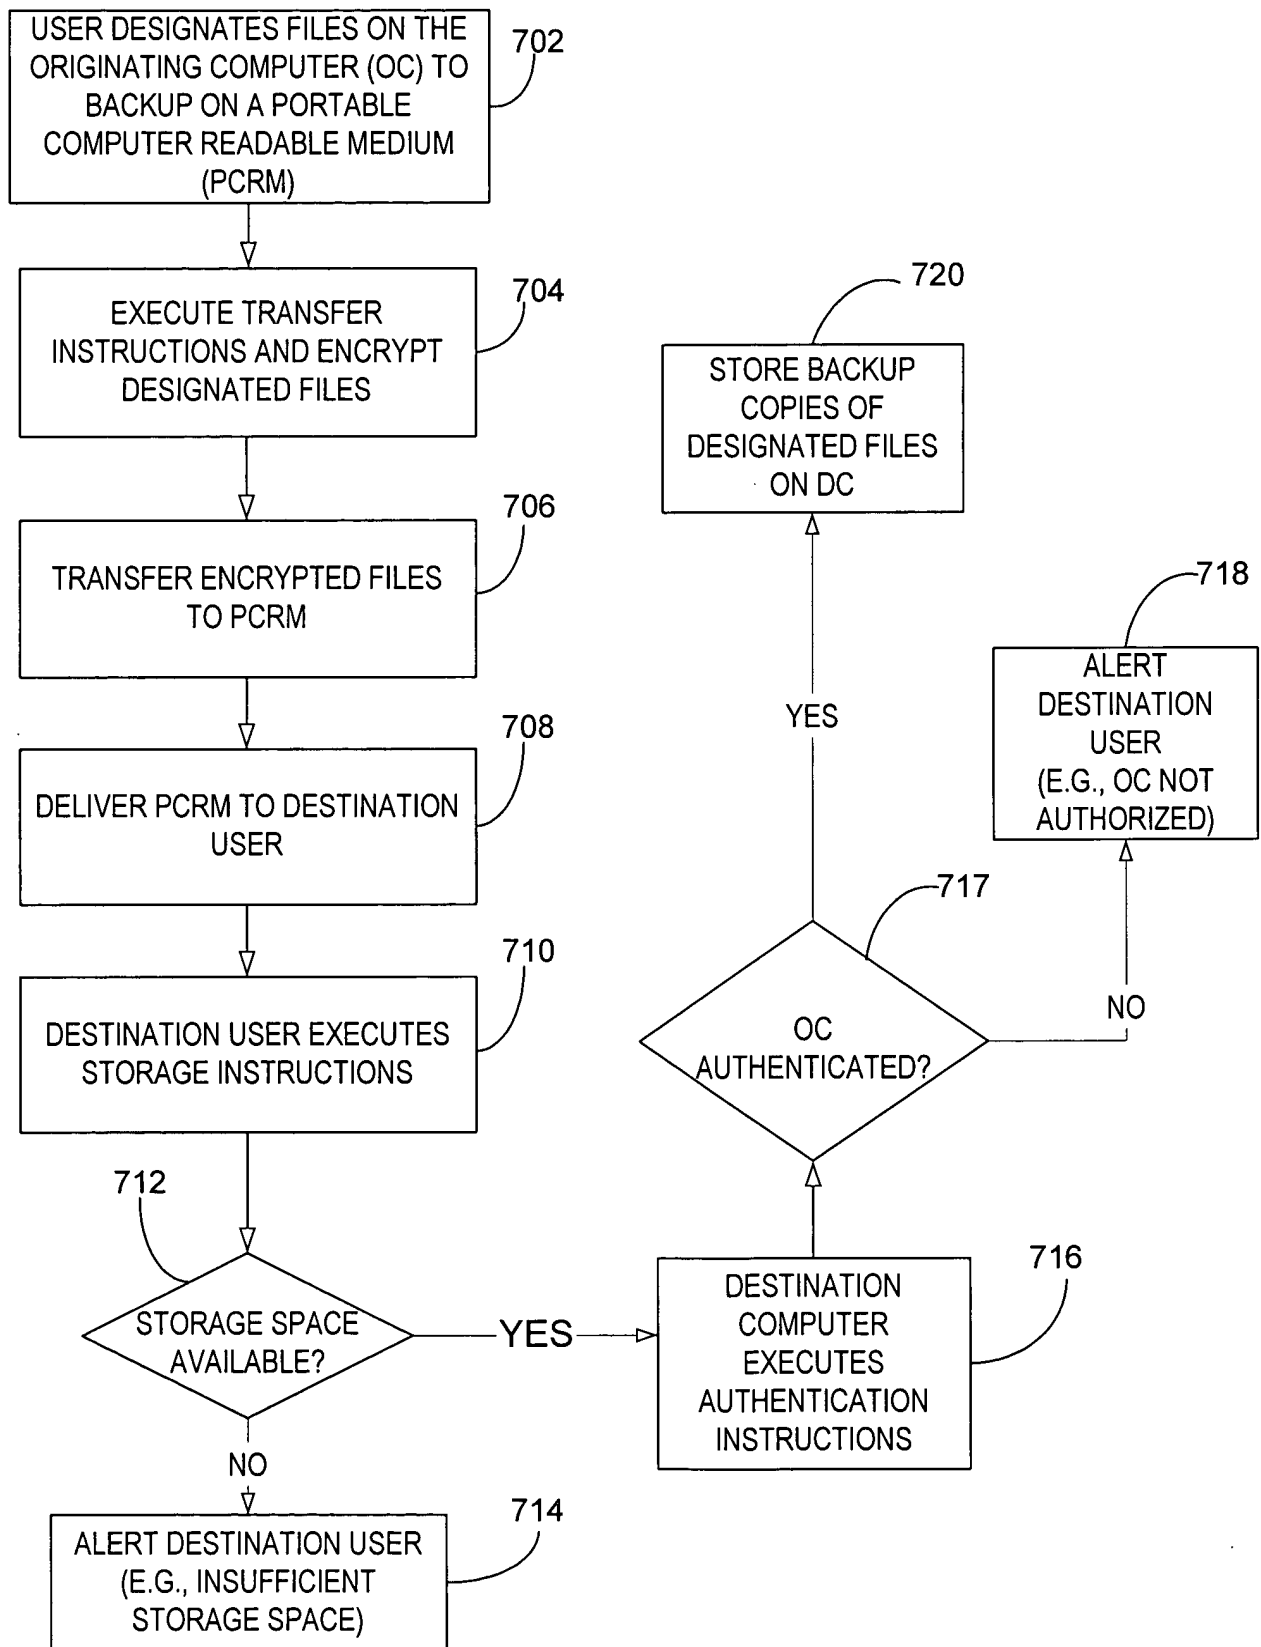 USER DESIGNATES FILES ON THE
ORIGINATING COMPUTER (OC) TO
BACKUP ON A PORTABLE
COMPUTER READABLE MEDIUM
(PCRM)
702
EXECUTE TRANSFER
INSTRUCTIONS AND ENCRYPT
DESIGNATED FILES
704
TRANSFER ENCRYPTED FILES
TO PCRM
706
DELIVER PCRM TO DESTINATION
USER
708
DESTINATION USER EXECUTES
STORAGE INSTRUCTIONS
710
712
STORAGE SPACE
AVAILABLE?
YES
NO
ALERT DESTINATION USER
(E.G., INSUFFICIENT
STORAGE SPACE)
714
DESTINATION
COMPUTER
EXECUTES
AUTHENTICATION
INSTRUCTIONS
716
OC
AUTHENTICATED?
717
NO
ALERT
DESTINATION
USER
(E.G., OC NOT
AUTHORIZED)
718
YES
STORE BACKUP
COPIES OF
DESIGNATED FILES
ON DC
720